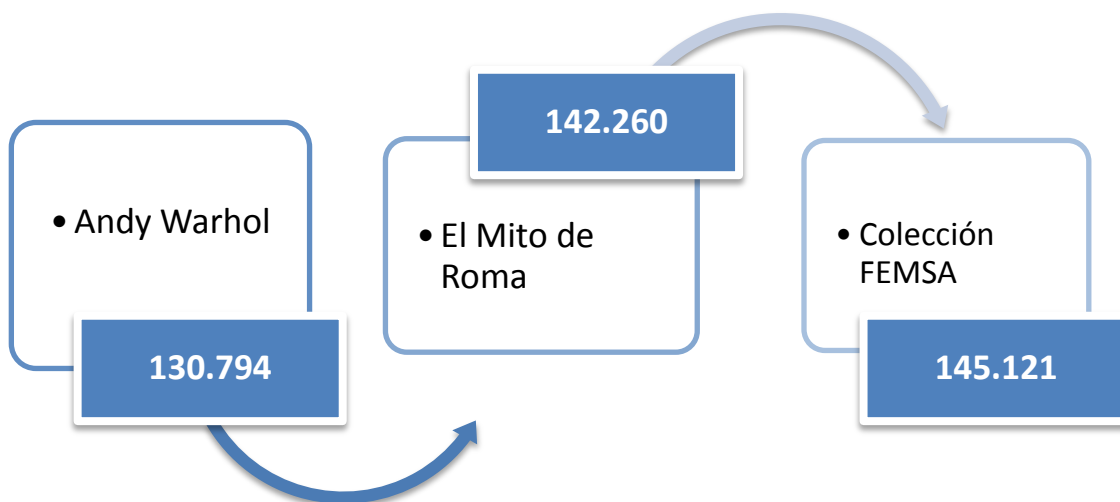 • Andy Warhol
130.794
142.260
• El Mito de
Roma
• Colección
FEMSA
145.121